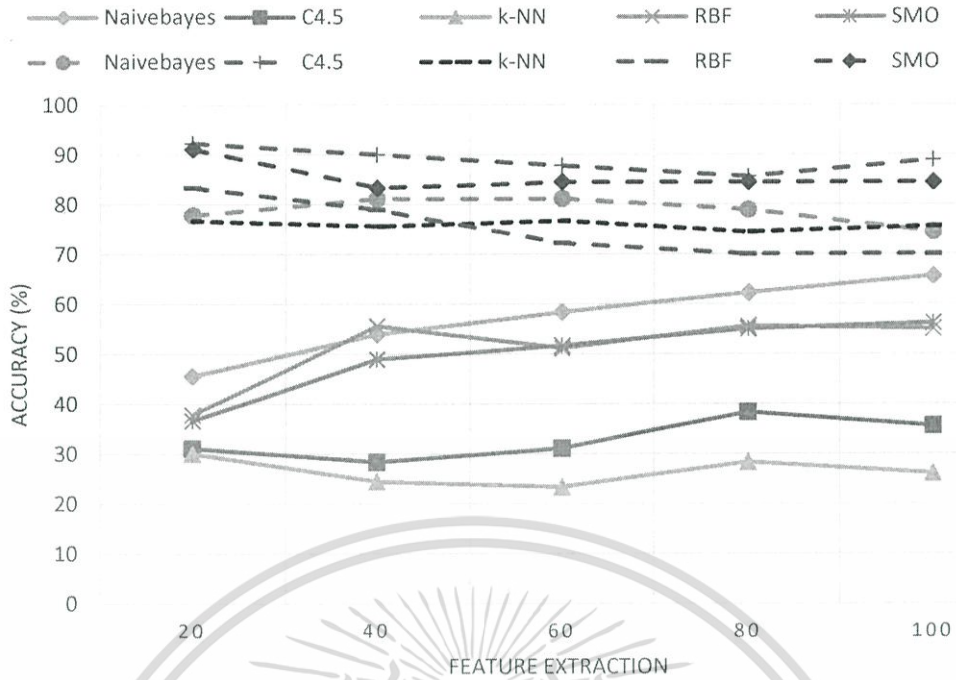 Naivebayes C4.5 k-NN RBF SMO
Naivebayes C4.5 k-NN RBF SMO
100
90
80
70
60
50
40
30
20
10
0
ACCURACY (%)
20 40 60 80 100
FEATURE EXTRACTION